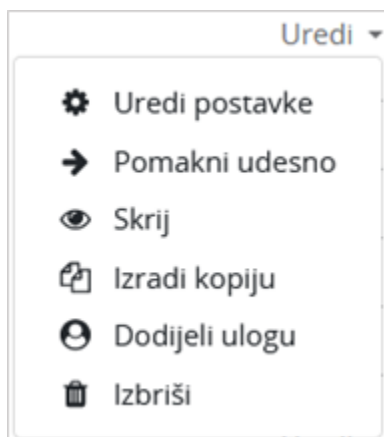 Uredi
Uredi postavke
Pomakni udesno
Skrij
Izradi kopiju
Dodijeli ulogu
Izbriši